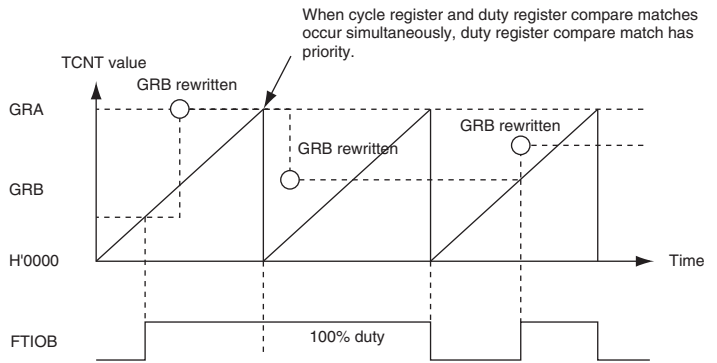 When cycle register and duty register compare matches
occur simultaneously, duty register compare match has
priority.
TCNT value
GRB rewritten
GRA
GRB rewritten
GRB rewritten
GRB
H'0000
Time
FTIOB
100% duty